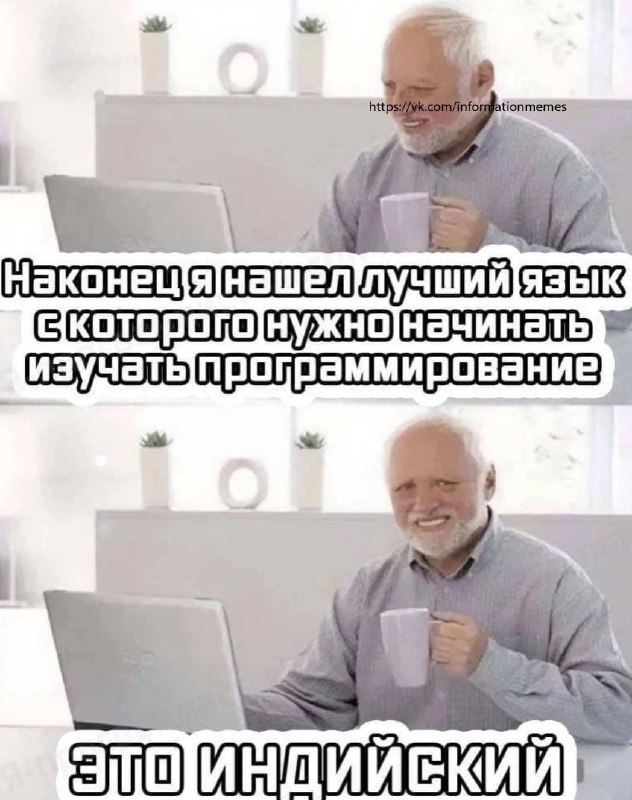 https://vk.com/informationmemes
Наконец я нашел лучший язык
с которого нужно начинать
изучать программирование
ЭТО ИНДИЙСКИЙ